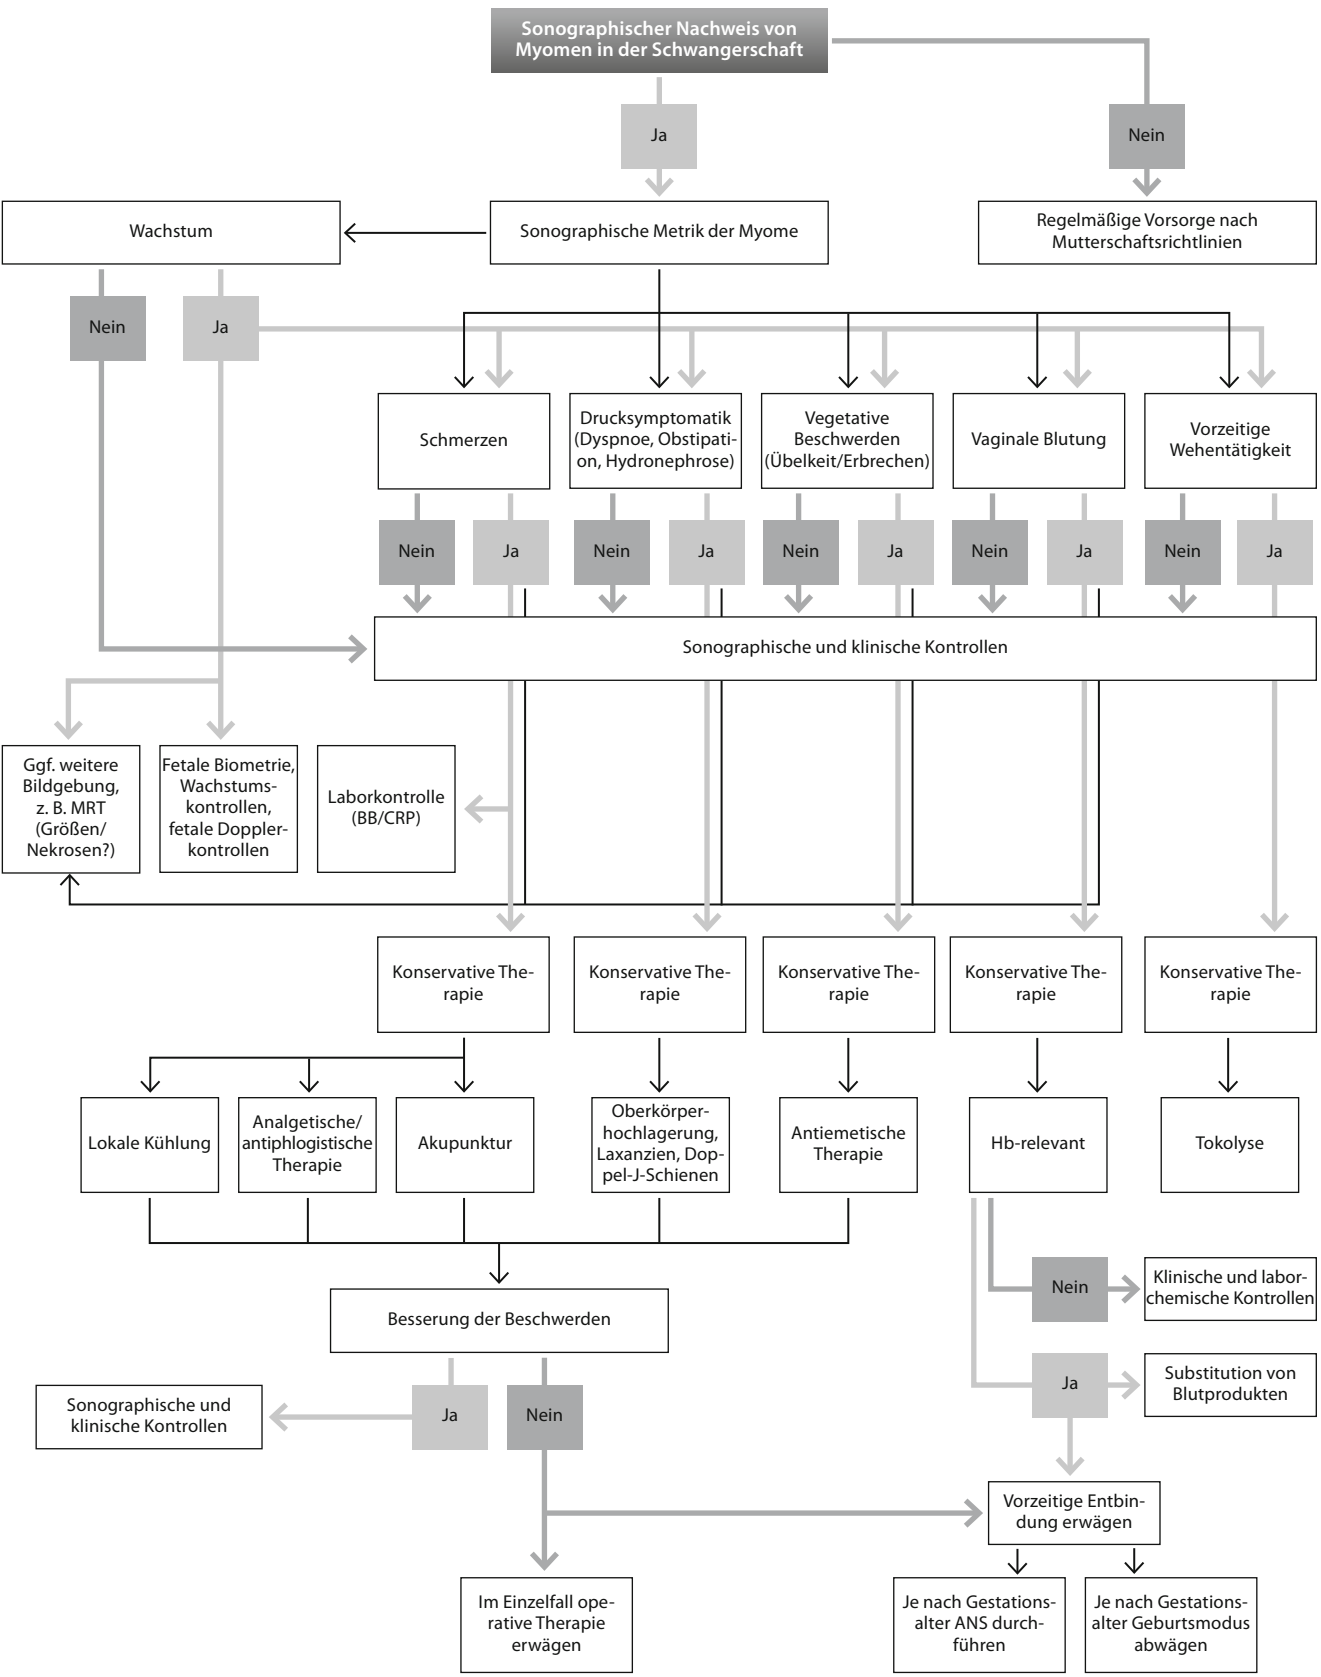 Sonographischer Nachweis von
Myomen in der Schwangerschaft
Ja
Nein
Wachstum
Sonographische Metrik der Myome
Regelmäßige Vorsorge nach
Mutterschaftsrichtlinien
Nein
Ja
Schmerzen
Drucksymptomatik
(Dyspnoe, Obstipati-
on, Hydronephrose)
Vegetative
Beschwerden
(Übelkeit/Erbrechen)
Vaginale Blutung
Vorzeitige
Wehentätigkeit
Nein
Ja
Nein
Ja
Nein
Ja
Nein
Ja
Nein
Ja
Sonographische und klinische Kontrollen
Ggf. weitere
Bildgebung,
z. B. MRT
(Größen/
Nekrosen?)
Fetale Biometrie,
Wachstums-
kontrollen,
fetale Doppler-
kontrollen
Laborkontrolle
(BB/CRP)
Konservative The-
rapie
Konservative The-
rapie
Konservative The-
rapie
Konservative The-
rapie
Konservative The-
rapie
Lokale Kühlung
Analgetische/
antiphlogistische
Therapie
Akupunktur
Oberkörper-
hochlagerung,
Laxanzien, Dop-
pel-J-Schienen
Antiemetische
Therapie
Hb-relevant
Tokolyse
Nein
Klinische und labor-
chemische Kontrollen
Besserung der Beschwerden
Ja
Substitution von
Blutprodukten
Sonographische und
klinische Kontrollen
Ja
Nein
Vorzeitige Entbin-
dung erwägen
Im Einzelfall ope-
rative Therapie
erwägen
Je nach Gestations-
alter ANS durch-
führen
Je nach Gestations-
alter Geburtsmodus
abwägen